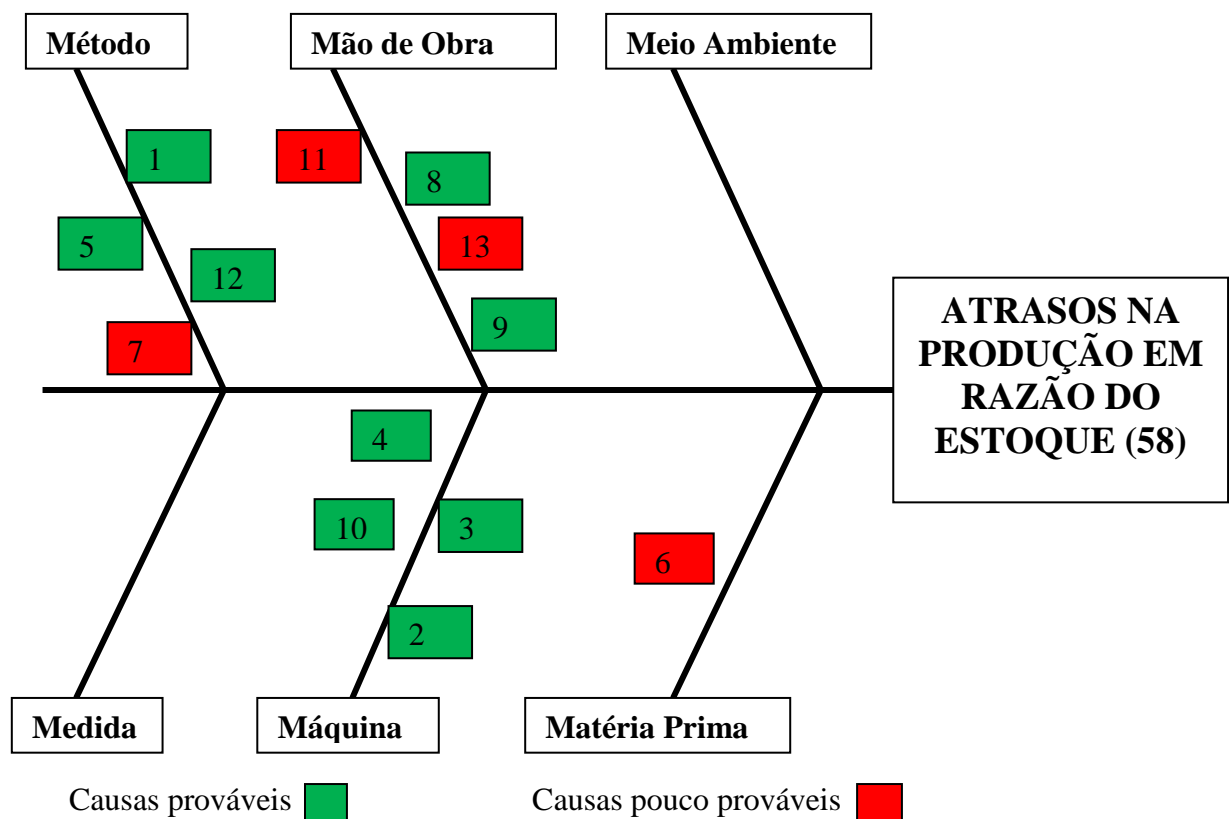 Método
Mão de Obra
Meio Ambiente
1
11
8
5
13
12
9
7
ATRASOS NA
PRODUÇÃO EM
RAZÃO DO
ESTOQUE (58)
4
10
3
6
2
Medida
Máquina
Matéria Prima
Causas prováveis
Causas pouco prováveis